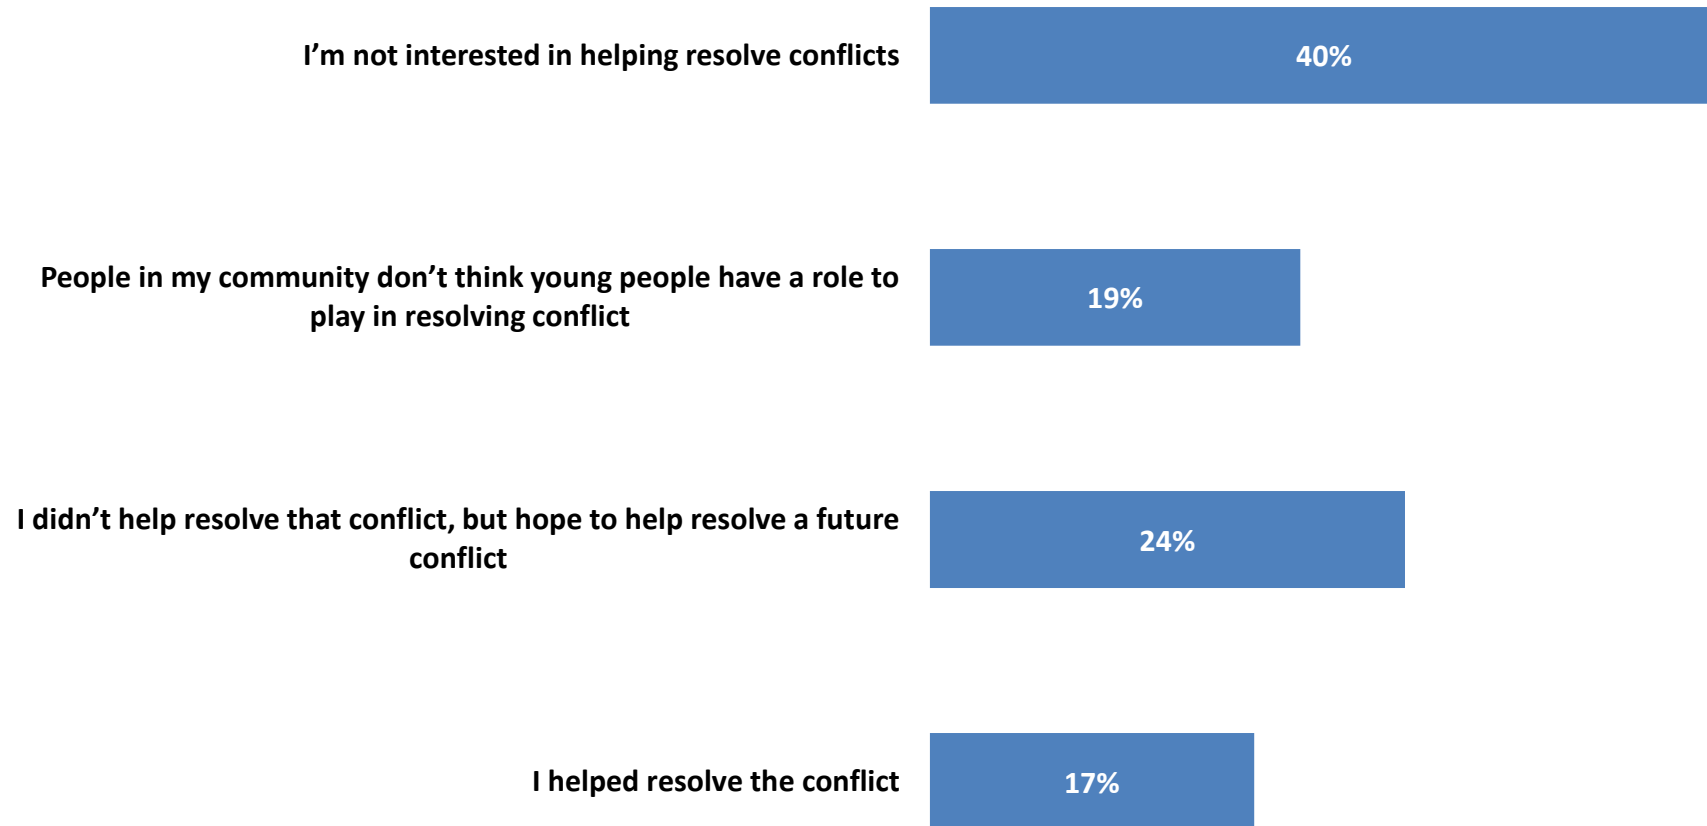 I’m not interested in helping resolve conflicts
40%
People in my community don’t think young people have a role to
play in resolving conflict
19%
I didn’t help resolve that conflict, but hope to help resolve a future
conflict
24%
I helped resolve the conflict
17%